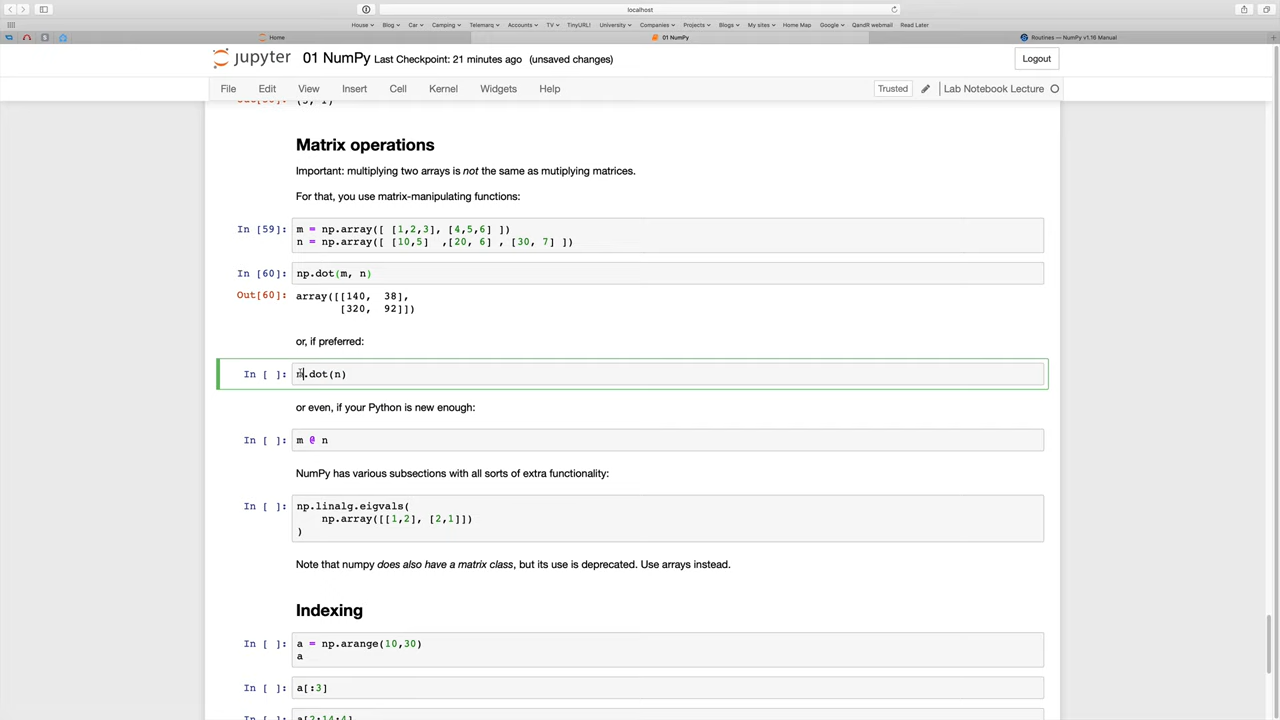 localhost
House Blog Car Camping Telemarq Accounts TV TinyURL! University Companies Projects Blogs My sites Home Map Google QandR webmail Read Later
Home 01 NumPy Routines — NumPy v1.16 Manual
jupyter 01 NumPy Last Checkpoint: 21 minutes ago (unsaved changes) Logout
File Edit View Insert Cell Kernel Widgets Help Trusted Lab Notebook Lecture
Matrix operations
Important: multiplying two arrays is not the same as mutiplying matrices.
For that, you use matrix-manipulating functions:
In [59]: m = np.array([ [1,2,3], [4,5,6] ])
n = np.array([ [10,5] ,[20, 6] , [30, 7] ])
In [60]: np.dot(m, n)
Out[60]: array([[140, 38],
[320, 92]])
or, if preferred:
In [ ]: m.dot(n)
or even, if your Python is new enough:
In [ ]: m @ n
NumPy has various subsections with all sorts of extra functionality:
In [ ]: np.linalg.eigvals(
np.array([[1,2], [2,1]])
)
Note that numpy does also have a matrix class, but its use is deprecated. Use arrays instead.
Indexing
In [ ]: a = np.arange(10,30)
a
In [ ]: a[:3]
In [ ]: a[2:14:4]